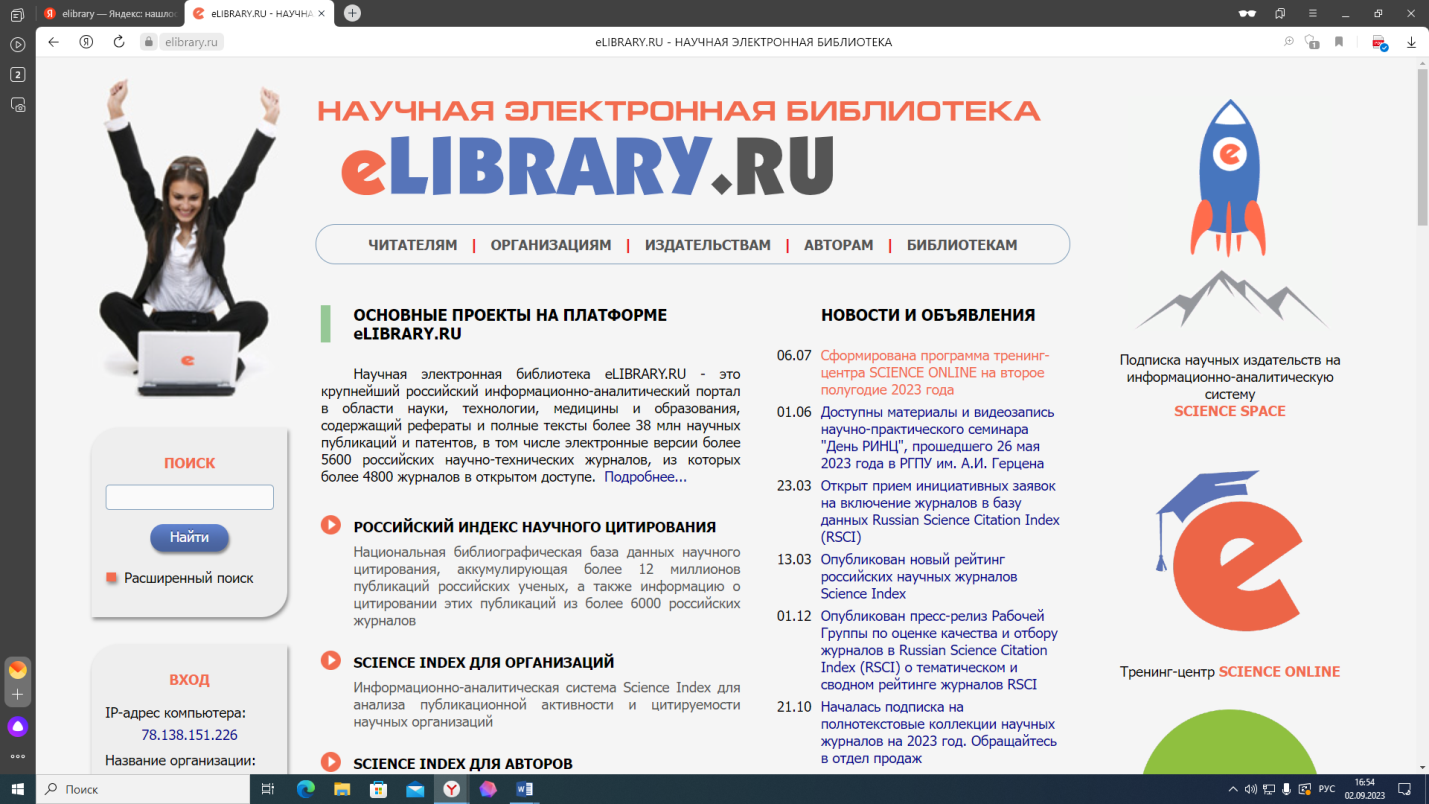 elibrary — Яндекс: нашлос
eLIBRARY.RU - НАУЧНА
elibrary.ru
eLIBRARY.RU - НАУЧНАЯ ЭЛЕКТРОННАЯ БИБЛИОТЕКА
2
1
НАУЧНАЯ ЭЛЕКТРОННАЯ БИБЛИОТЕКА
eLIBRARY.RU
ЧИТАТЕЛЯМ | ОРГАНИЗАЦИЯМ | ИЗДАТЕЛЬСТВАМ | АВТОРАМ | БИБЛИОТЕКАМ
ПОИСК
Найти
Расширенный поиск
ВХОД
IP-адрес компьютера:
78.138.151.226
Название организации:
ОСНОВНЫЕ ПРОЕКТЫ НА ПЛАТФОРМЕ
eLIBRARY.RU
Научная электронная библиотека eLIBRARY.RU - это
крупнейший российский информационно-аналитический портал
в области науки, технологии, медицины и образования,
содержащий рефераты и полные тексты более 38 млн научных
публикаций и патентов, в том числе электронные версии более
5600 российских научно-технических журналов, из которых
более 4800 журналов в открытом доступе. Подробнее...
РОССИЙСКИЙ ИНДЕКС НАУЧНОГО ЦИТИРОВАНИЯ
Национальная библиографическая база данных научного
цитирования, аккумулирующая более 12 миллионов
публикаций российских ученых, а также информацию о
цитировании этих публикаций из более 6000 российских
журналов
SCIENCE INDEX ДЛЯ ОРГАНИЗАЦИЙ
Информационно-аналитическая система Science Index для
анализа публикационной активности и цитируемости
научных организаций
SCIENCE INDEX ДЛЯ АВТОРОВ
НОВОСТИ И ОБЪЯВЛЕНИЯ
06.07 Сформирована программа тренинг-
центра SCIENCE ONLINE на второе
полугодие 2023 года
01.06 Доступны материалы и видеозапись
научно-практического семинара
"День РИНЦ", прошедшего 26 мая
2023 года в РГПУ им. А.И. Герцена
23.03 Открыт прием инициативных заявок
на включение журналов в базу
данных Russian Science Citation Index
(RSCI)
13.03 Опубликован новый рейтинг
российских научных журналов
Science Index
01.12 Опубликован пресс-релиз Рабочей
Группы по оценке качества и отбору
журналов в Russian Science Citation
Index (RSCI) о тематическом и
сводном рейтинге журналов RSCI
21.10 Началась подписка на
полнотекстовые коллекции научных
журналов на 2023 год. Обращайтесь
в отдел продаж
e
Подписка научных издательств на
информационно-аналитическую
систему
SCIENCE SPACE
e
Тренинг-центр SCIENCE ONLINE
Поиск
РУС
16:54
02.09.2023